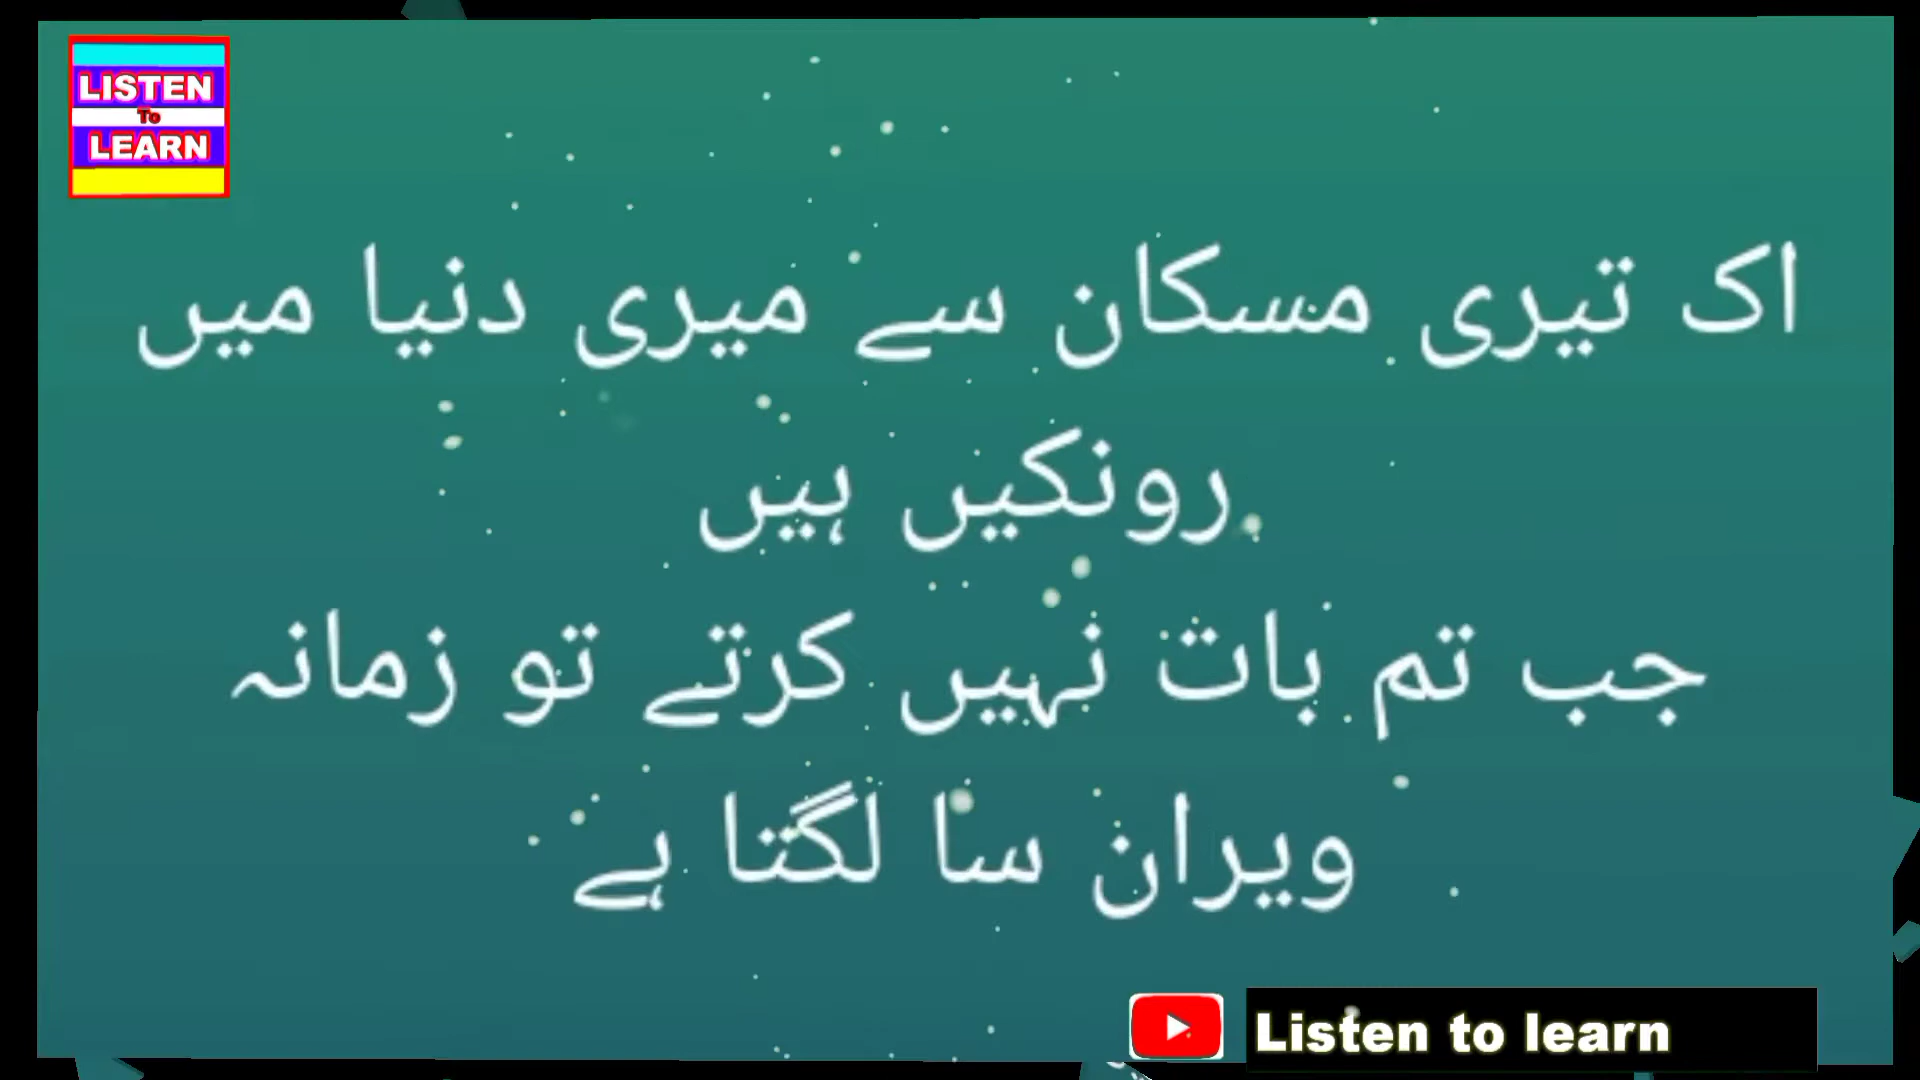 LISTEN
To
LEARN
اک تیری مسکان سے میری دنیا میں
رونکیں ہیں
جب تم بات نہیں کرتے تو زمانہ
ویران سا لگتا ہے
Listen to learn